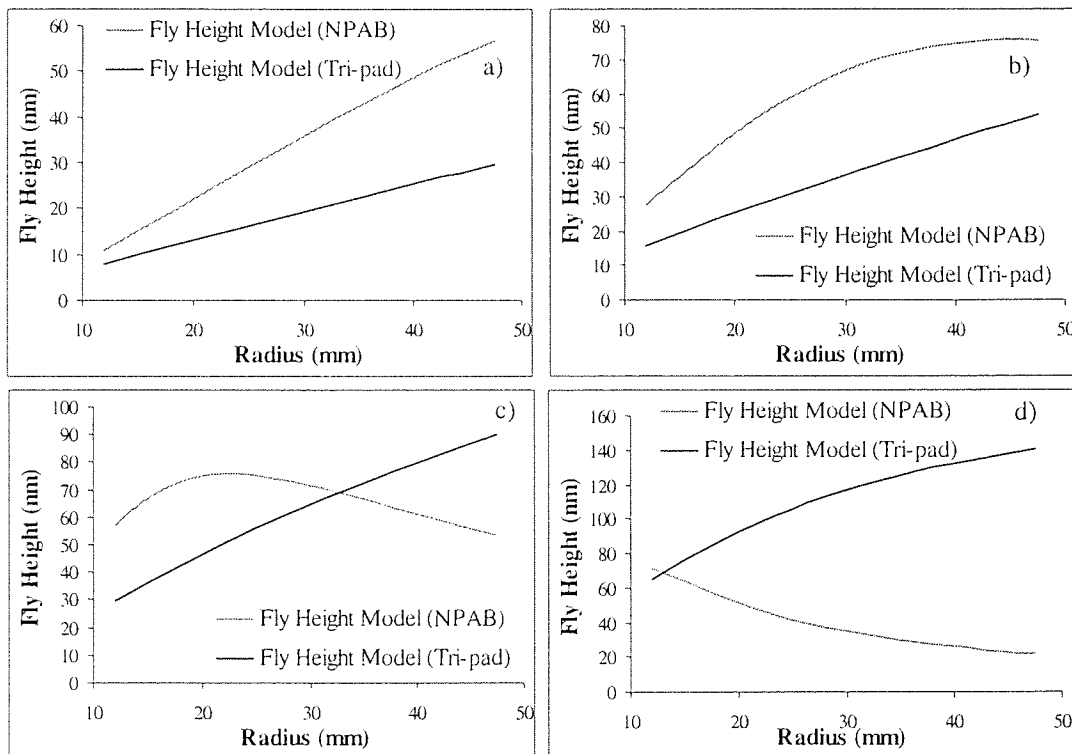 60
50
40
30
20
10
0
Fly Height (nm)
Fly Height Model (NPAB)
Fly Height Model (Tri-pad)
a)
10 20 30 40 50
Radius (mm)
80
70
60
50
40
30
20
10
0
Fly Height (nm)
b)
Fly Height Model (NPAB)
Fly Height Model (Tri-pad)
10 20 30 40 50
Radius (mm)
100
90
80
70
60
50
40
30
20
10
0
Fly Height (nm)
c)
Fly Height Model (NPAB)
Fly Height Model (Tri-pad)
10 20 30 40 50
Radius (mm)
160
140
120
100
80
60
40
20
0
Fly Height (nm)
Fly Height Model (NPAB)
Fly Height Model (Tri-pad)
d)
10 20 30 40 50
Radius (mm)